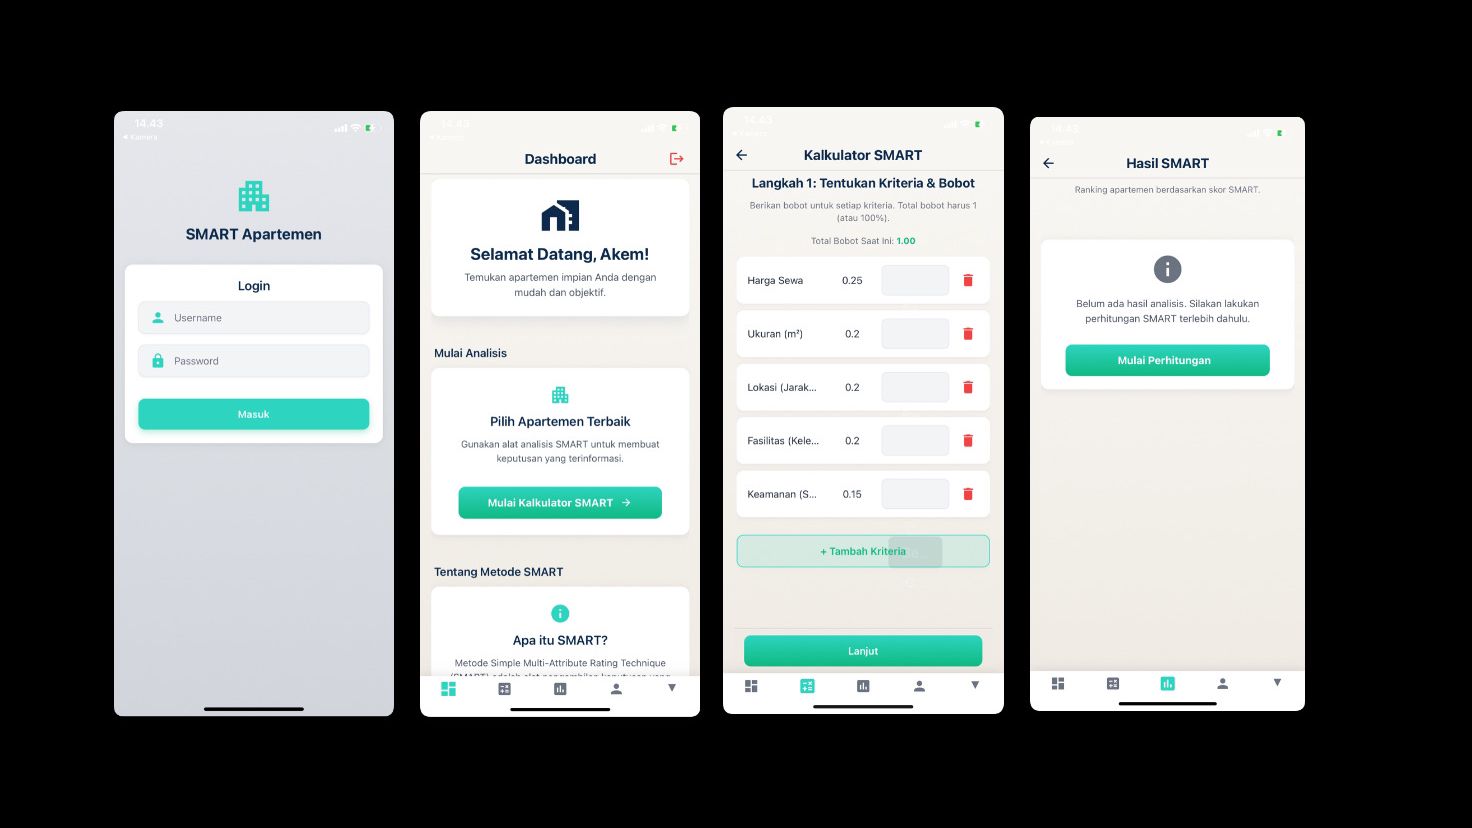 14.43
◂ Kamera
SMART Apartemen
Login
Username
Password
Masuk
14.43
Dashboard
Selamat Datang, Akem!
Temukan apartemen impian Anda dengan
mudah dan objektif.
Mulai Analisis
Pilih Apartemen Terbaik
Gunakan alat analisis SMART untuk membuat
keputusan yang terinformasi.
Mulai Kalkulator SMART →
Tentang Metode SMART
Apa itu SMART?
Metode Simple Multi-Attribute Rating Technique
(SMART) adalah alat pengambilan keputusan yang
14.43
Kalkulator SMART
Langkah 1: Tentukan Kriteria & Bobot
Berikan bobot untuk setiap kriteria. Total bobot harus 1
(atau 100%).
Total Bobot Saat Ini: 1.00
Harga Sewa 0.25
Ukuran (m²) 0.2
Lokasi (Jarak... 0.2
Fasilitas (Kele... 0.2
Keamanan (S... 0.15
+ Tambah Kriteria
Lanjut
14.43
Hasil SMART
Ranking apartemen berdasarkan skor SMART.
Belum ada hasil analisis. Silakan lakukan
perhitungan SMART terlebih dahulu.
Mulai Perhitungan